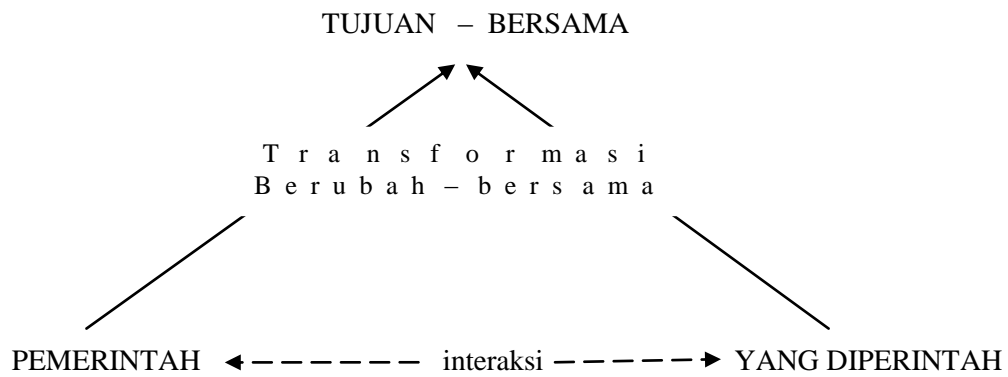 TUJUAN – BERSAMA
Transformasi
Berubah – bersama
PEMERINTAH interaksi YANG DIPERINTAH